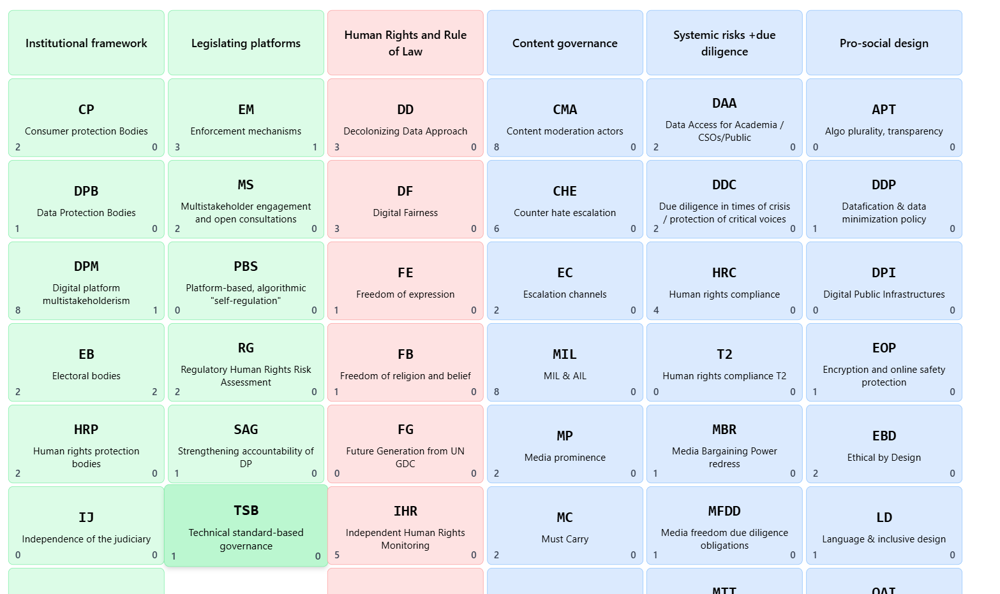 Institutional framework
Legislating platforms
Human Rights and Rule
of Law
Content governance
Systemic risks +due
diligence
Pro-social design
CP
Consumer protection Bodies
2 0
EM
Enforcement mechanisms
3 1
DD
Decolonizing Data Approach
3 0
CMA
Content moderation actors
8 0
DAA
Data Access for Academia /
CSOs/Public
2 0
APT
Algo plurality, transparency
0 0
DPB
Data Protection Bodies
1 0
MS
Multistakeholder engagement
and open consultations
2 0
DF
Digital Fairness
3 0
CHE
Counter hate escalation
6 0
DDC
Due diligence in times of crisis
/ protection of critical voices
2 0
DDP
Datafication & data
minimization policy
1 0
DPM
Digital platform
multistakeholderism
8 1
PBS
Platform-based, algorithmic
"self-regulation"
0 0
FE
Freedom of expression
1 0
EC
Escalation channels
2 0
HRC
Human rights compliance
4 0
DPI
Digital Public Infrastructures
0 0
EB
Electoral bodies
2 2
RG
Regulatory Human Rights Risk
Assessment
2 0
FB
Freedom of religion and belief
1 0
MIL
MIL & AIL
8 0
T2
Human rights compliance T2
0 0
EOP
Encryption and online safety
protection
1 0
HRP
Human rights protection
bodies
2 0
SAG
Strengthening accountability of
DP
1 0
FG
Future Generation from UN
GDC
0 0
MP
Media prominence
2 0
MBR
Media Bargaining Power
redress
1 0
EBD
Ethical by Design
2 0
IJ
Independence of the judiciary
0 0
TSB
Technical standard-based
governance
1 0
IHR
Independent Human Rights
Monitoring
5 0
MC
Must Carry
2 0
MFDD
Media freedom due diligence
obligations
1 0
LD
Language & inclusive design
1 0